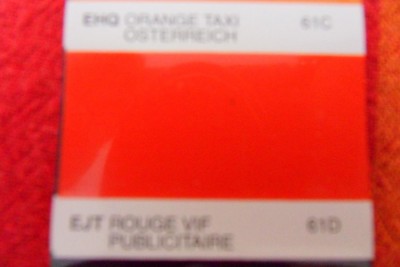 EHQ ORANGE TAXI 61C
ÖSTERREICH
EJT ROUGE VIF 61D
PUBLICITAIRE